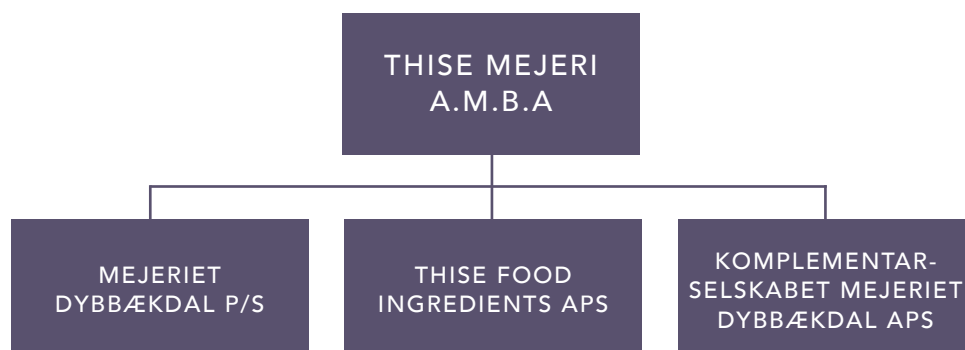 THISE MEJERI
A.M.B.A
MEJERIET
DYBBÆKDAL P/S
THISE FOOD
INGREDIENTS APS
KOMPLEMENTAR-
SELSKABET MEJERIET
DYBBÆKDAL APS